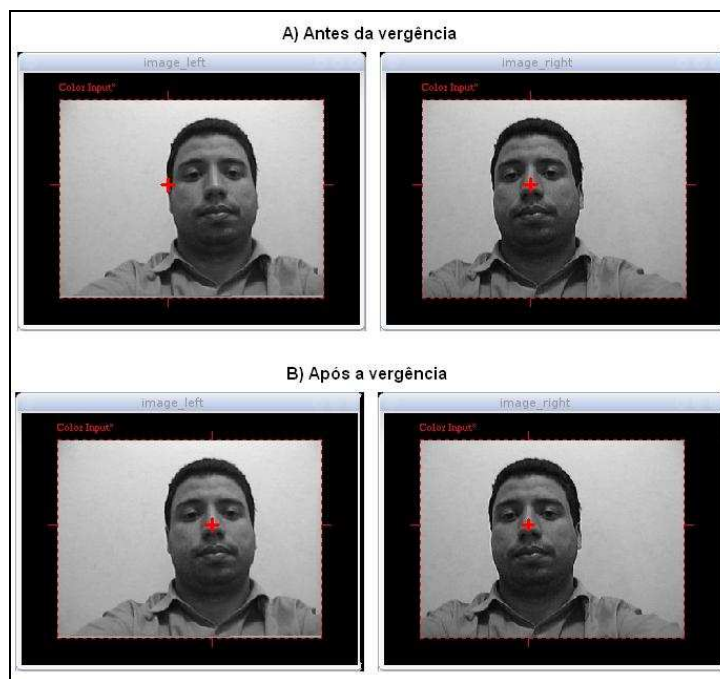 A) Antes da vergência
image_left
image_right
Color Input"
Color Input"
B) Após a vergência
image_left
image_right
Color Input"
Color Input"